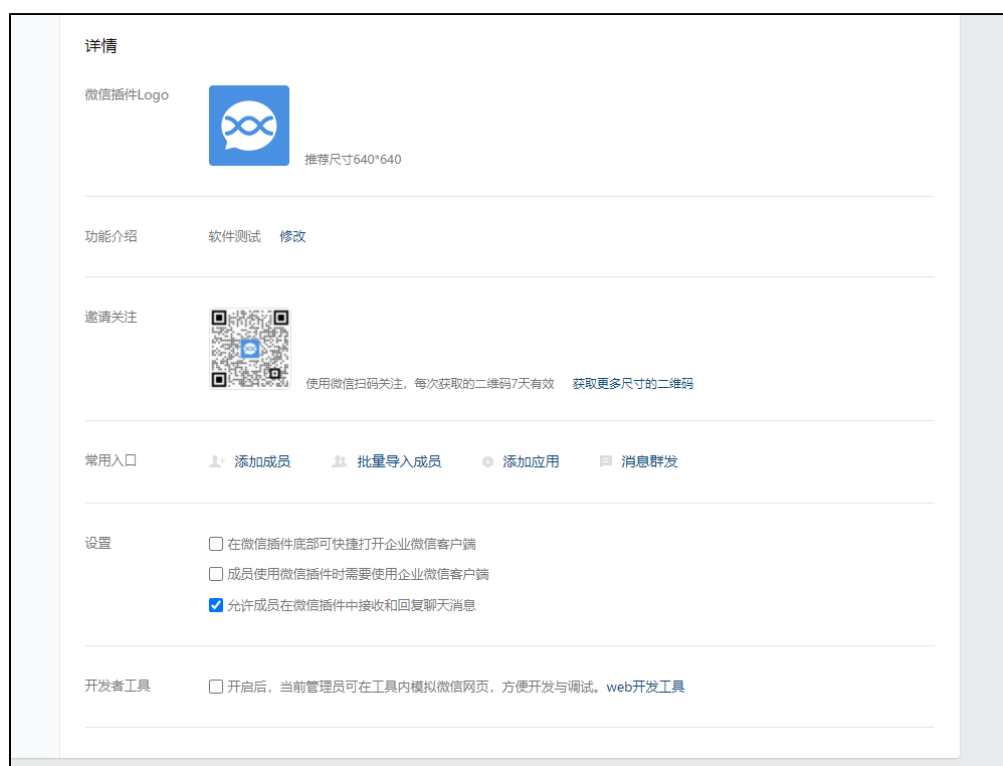 详情
微信插件Logo
推荐尺寸640*640
功能介绍 软件测试 修改
邀请关注
使用微信扫码关注，每次获取的二维码7天有效 获取更多尺寸的二维码
常用入口 添加成员 批量导入成员 添加应用 消息群发
设置 在微信插件底部可快捷打开企业微信客户端
成员使用微信插件时需要使用企业微信客户端
允许成员在微信插件中接收和回复聊天消息
开发者工具 开启后，当前管理员可在工具内模拟微信网页，方便开发与调试。web开发工具